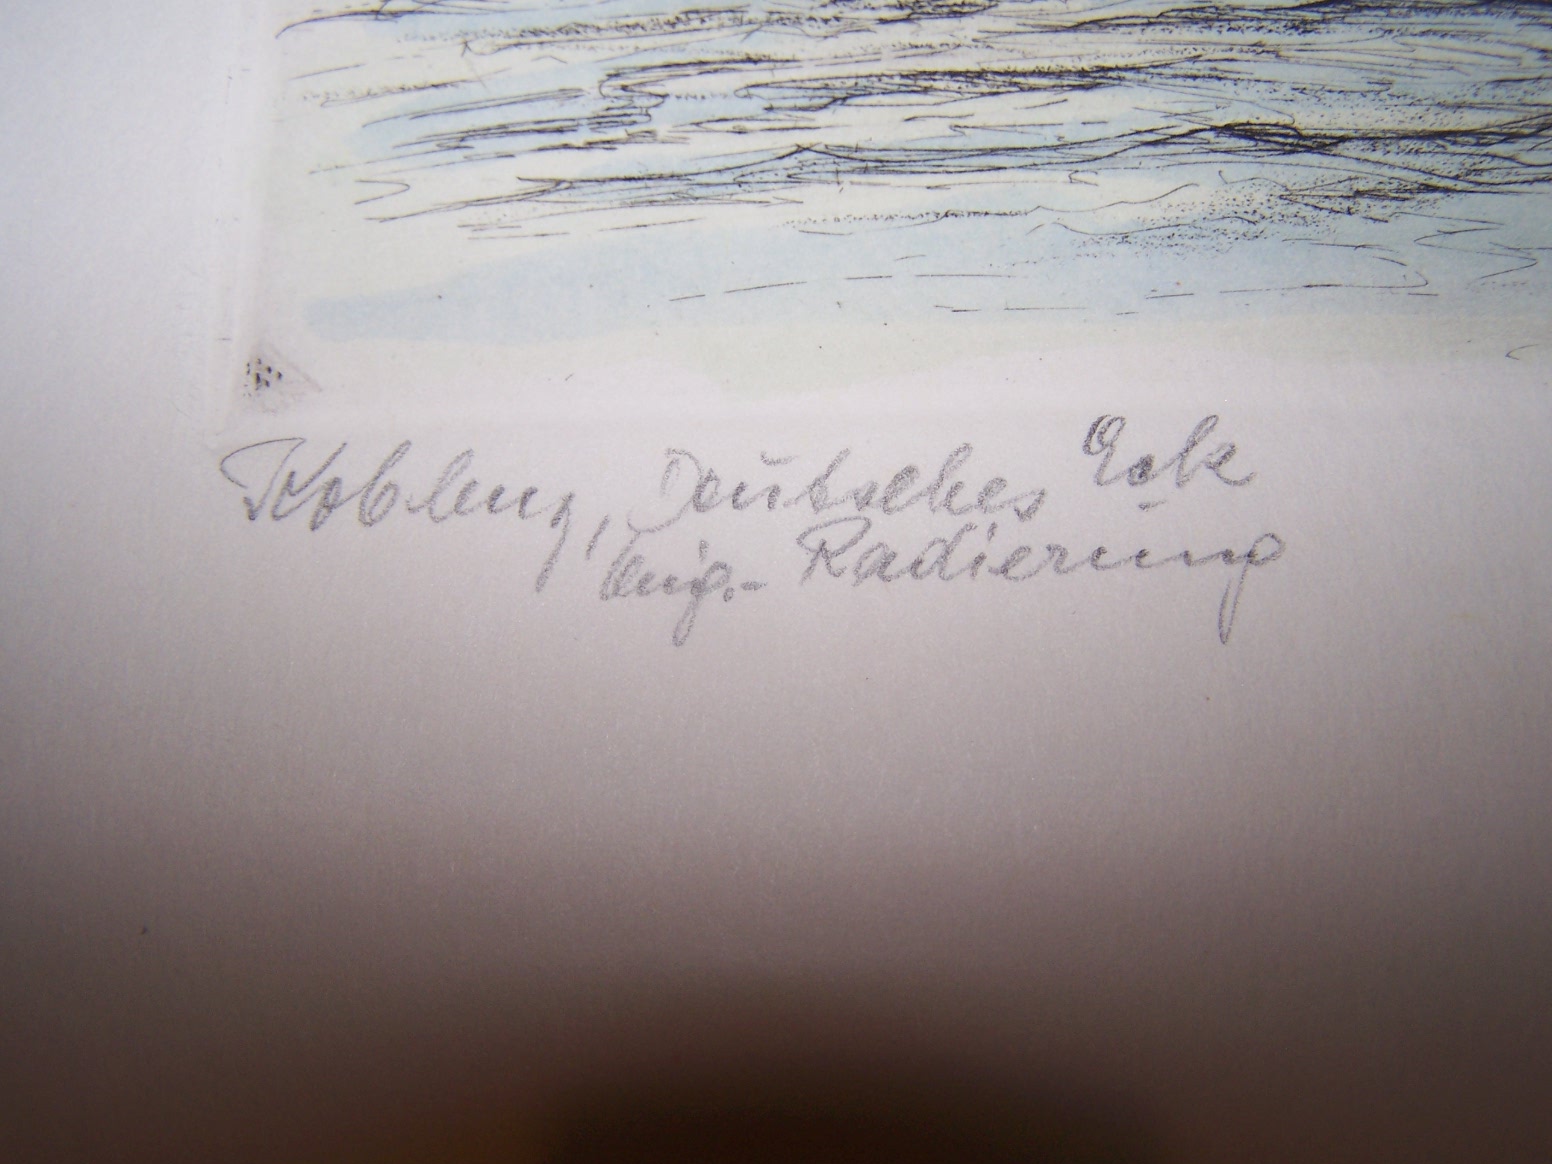 Koblenz, Deutsches Eck
Orig.- Radierung